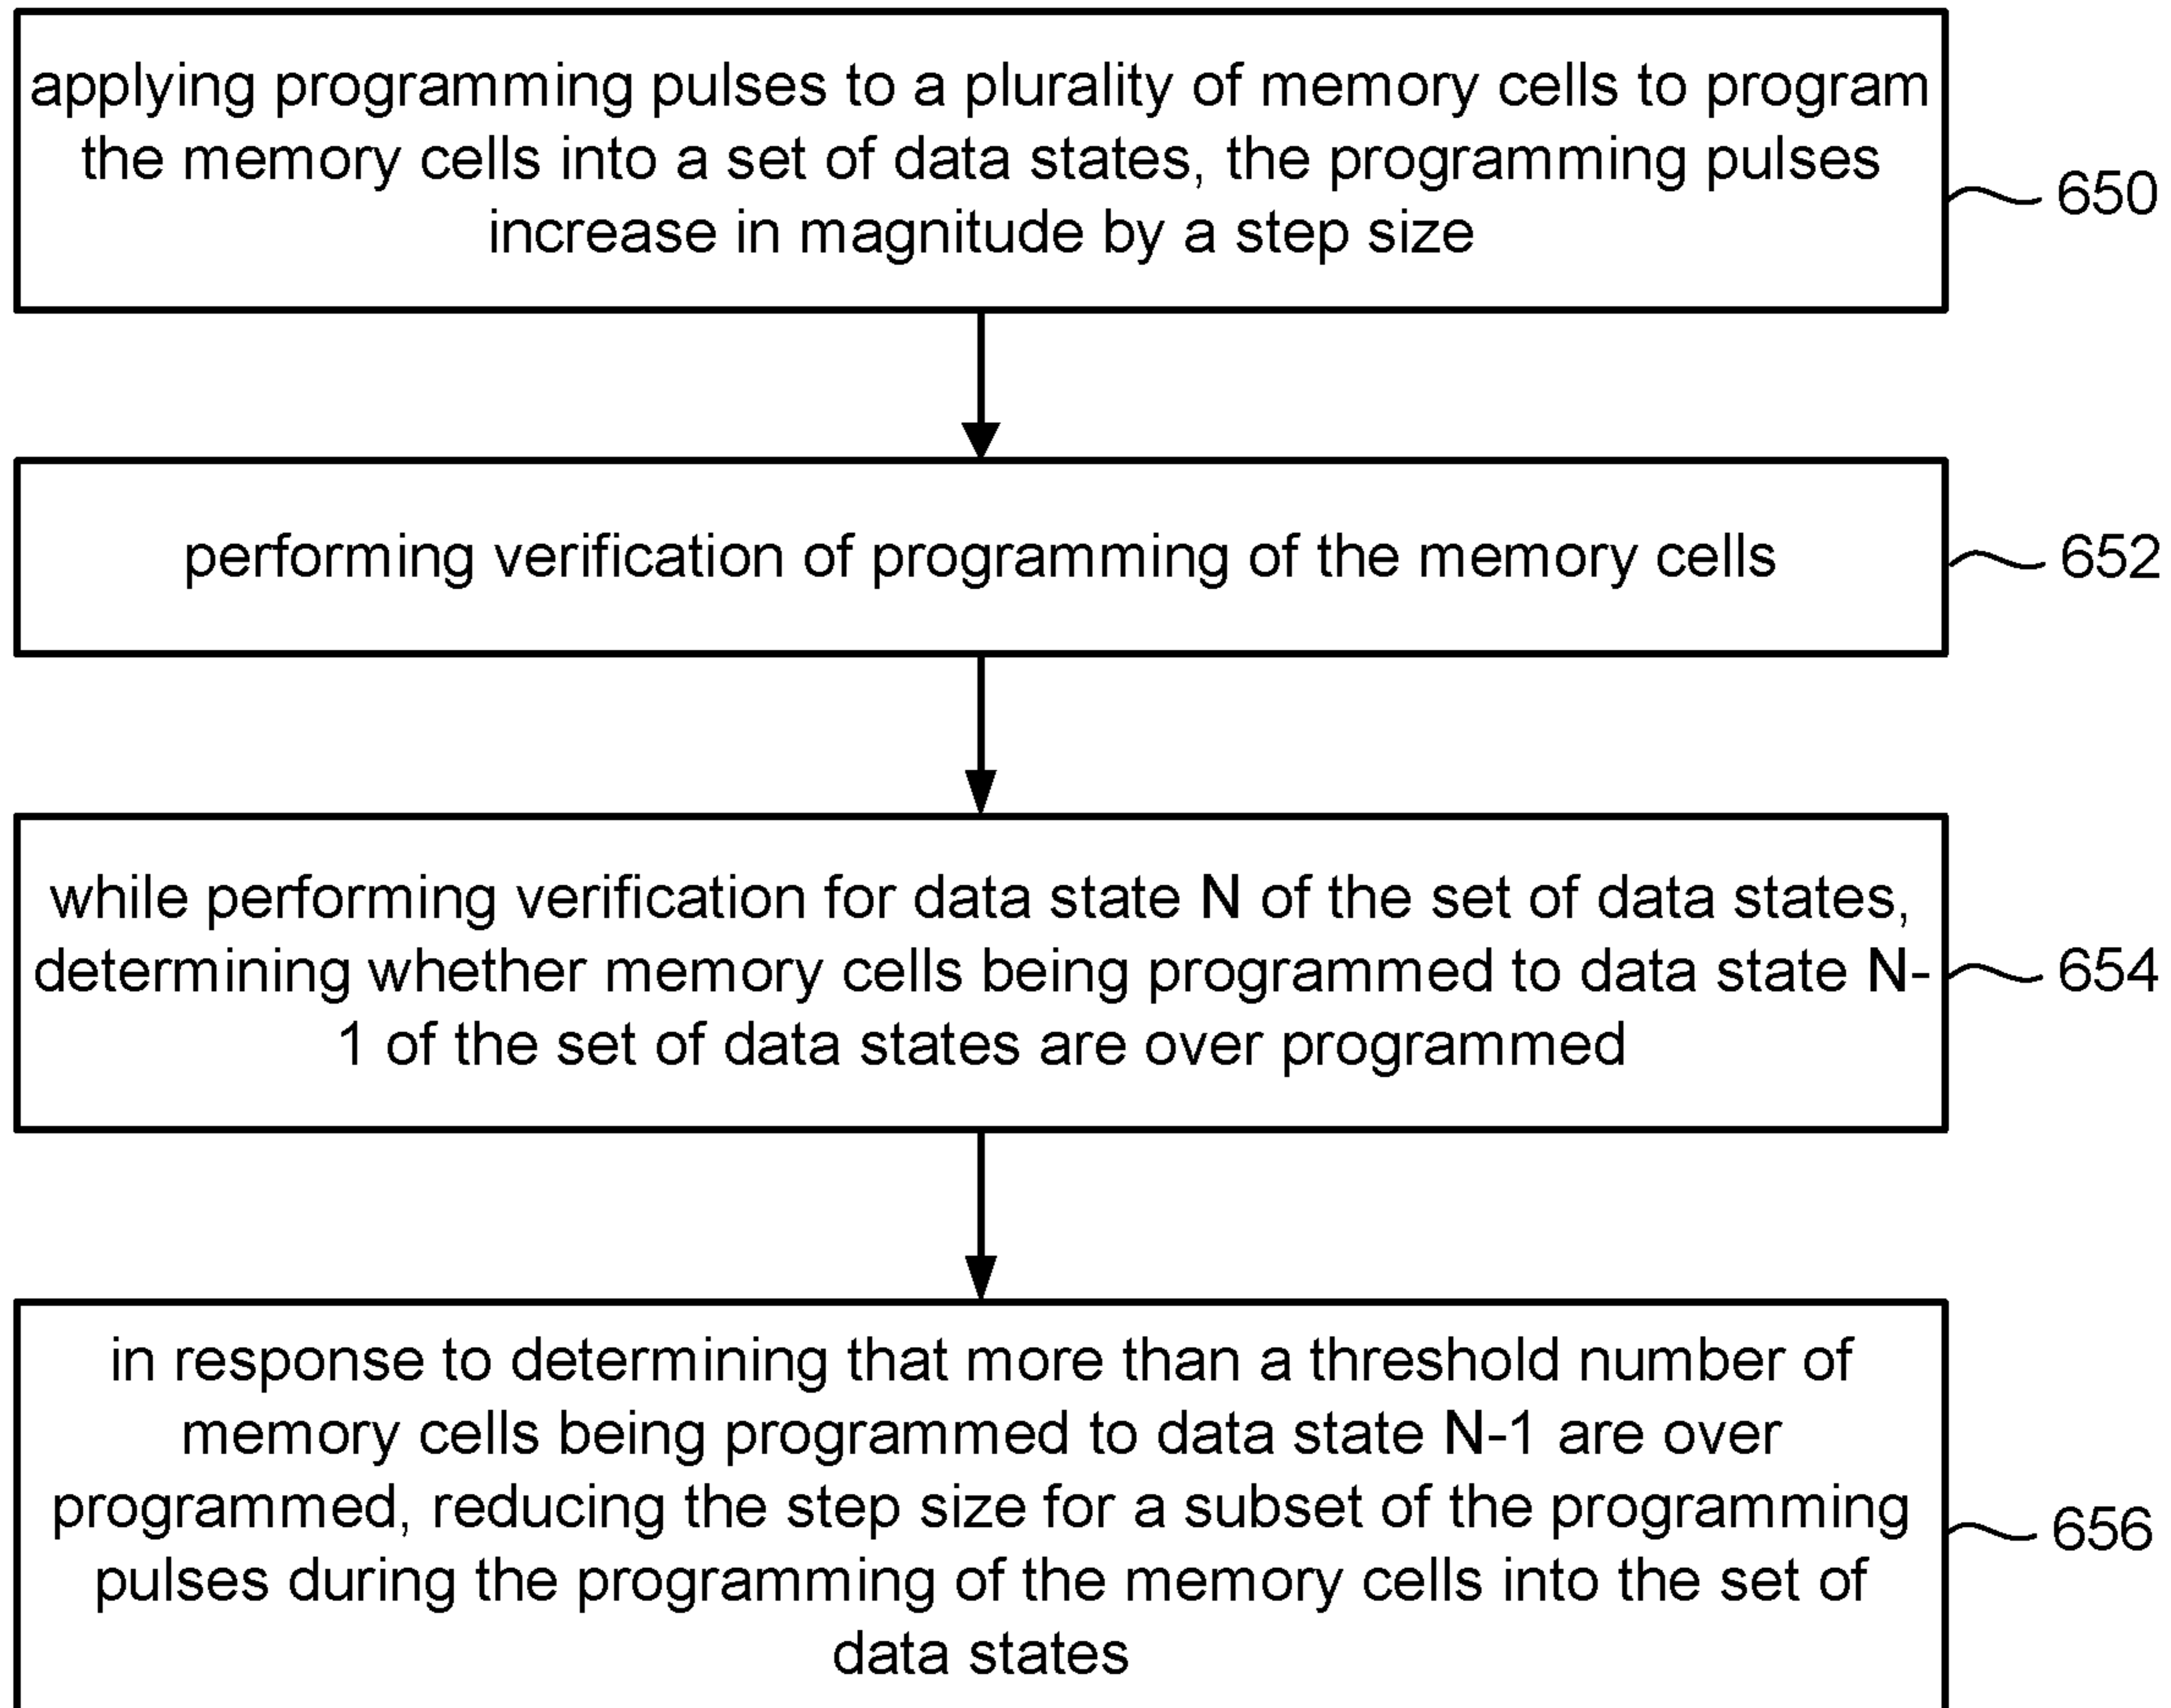 applying programming pulses to a plurality of memory cells to program
the memory cells into a set of data states, the programming pulses
increase in magnitude by a step size
650
performing verification of programming of the memory cells
652
while performing verification for data state N of the set of data states,
determining whether memory cells being programmed to data state N-
1 of the set of data states are over programmed
654
in response to determining that more than a threshold number of
memory cells being programmed to data state N-1 are over
programmed, reducing the step size for a subset of the programming
pulses during the programming of the memory cells into the set of
data states
656